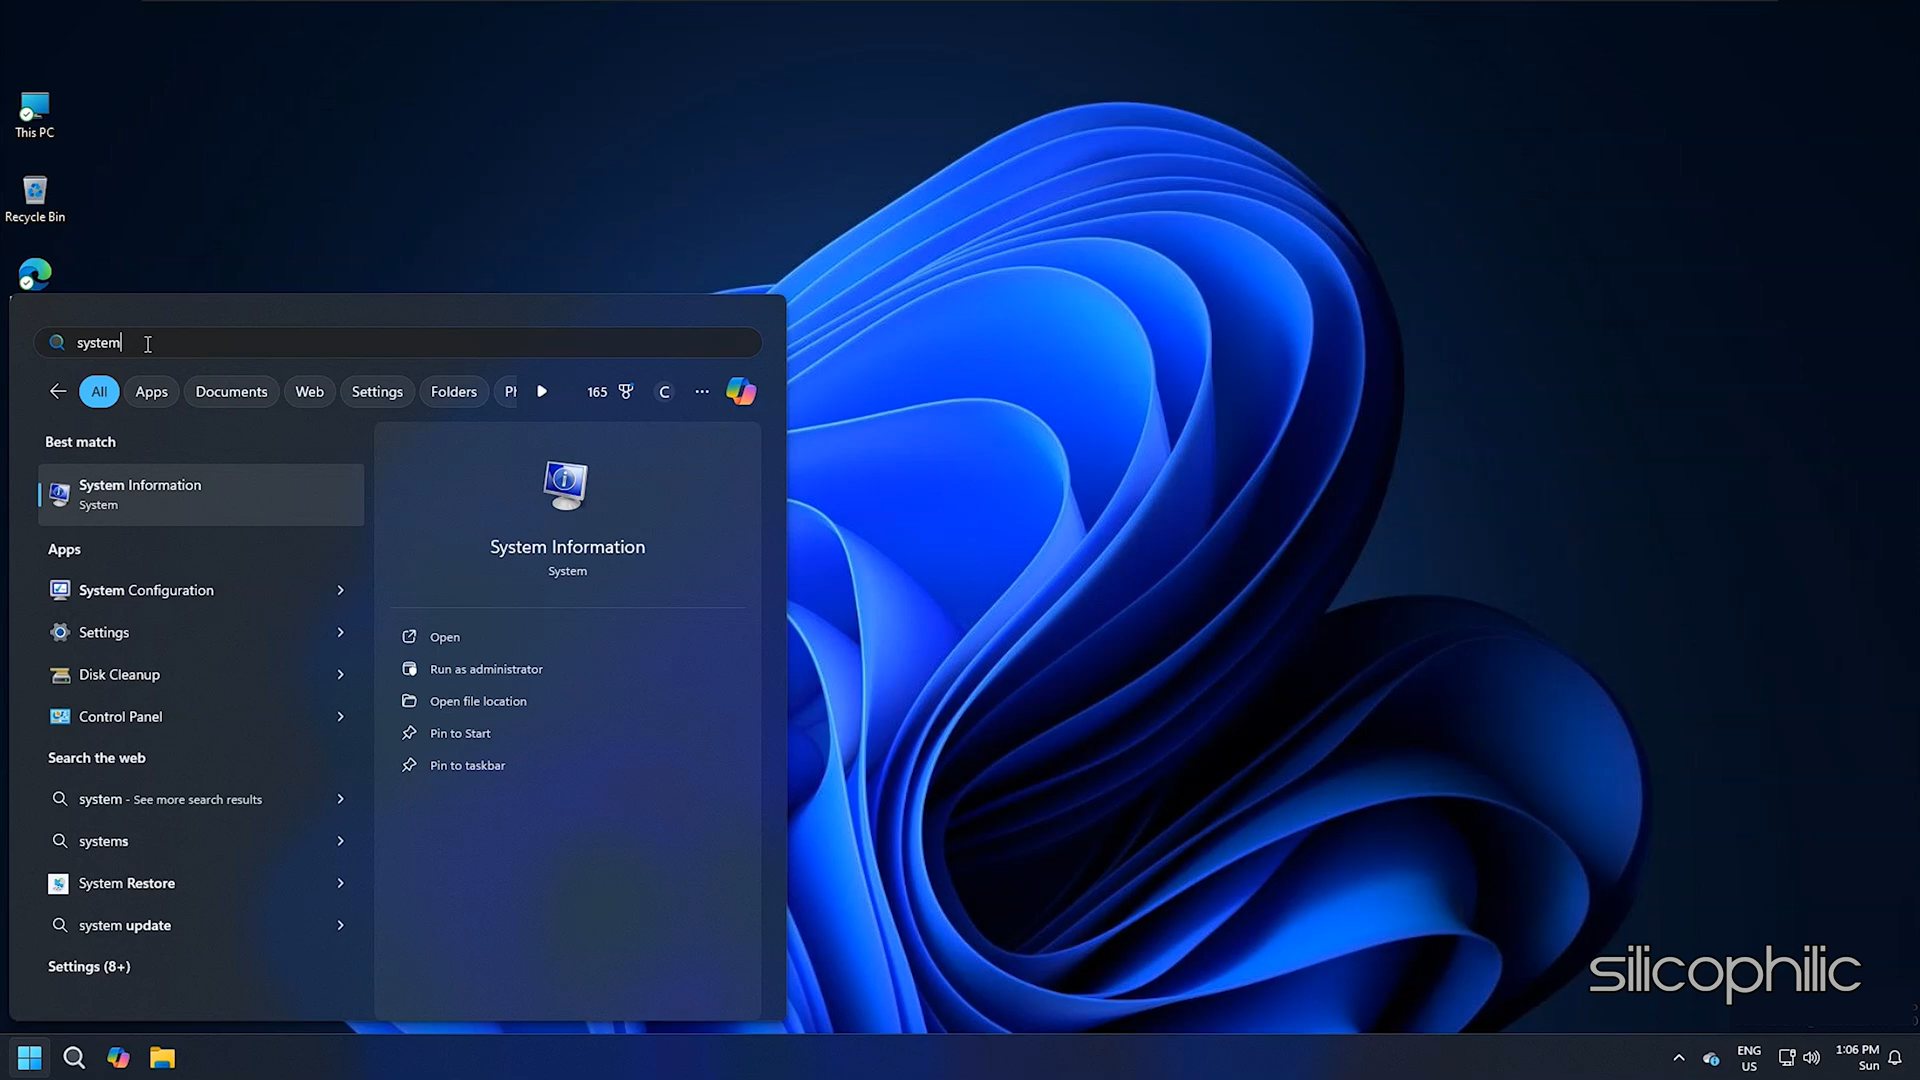 This PC
Recycle Bin
system
All
Apps
Documents
Web
Settings
Folders
165
C
Best match
System Information
System
Apps
System Configuration
Settings
Disk Cleanup
Control Panel
Search the web
system - See more search results
systems
System Restore
system update
Settings (8+)
System Information
System
Open
Run as administrator
Open file location
Pin to Start
Pin to taskbar
silicophilic
ENG
US
1:06 PM
Sun